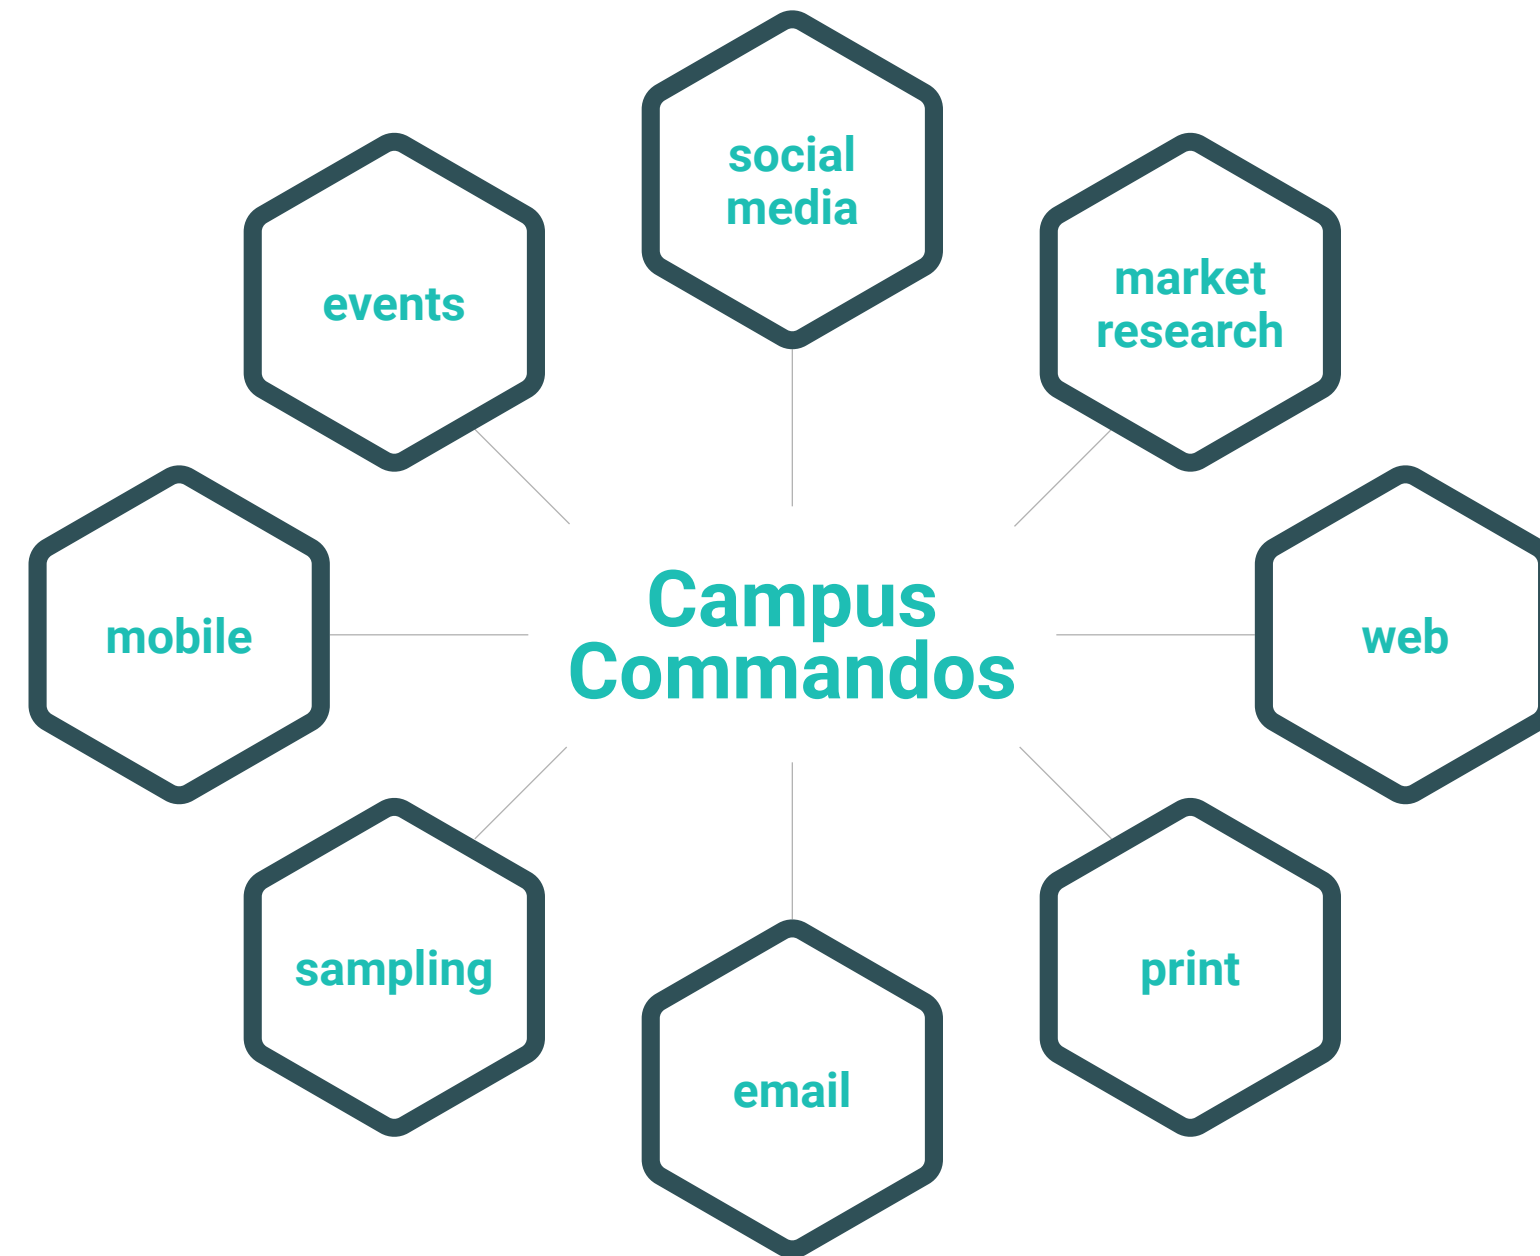 social
media
events
market
research
Campus
Commandos
mobile
web
sampling
print
email